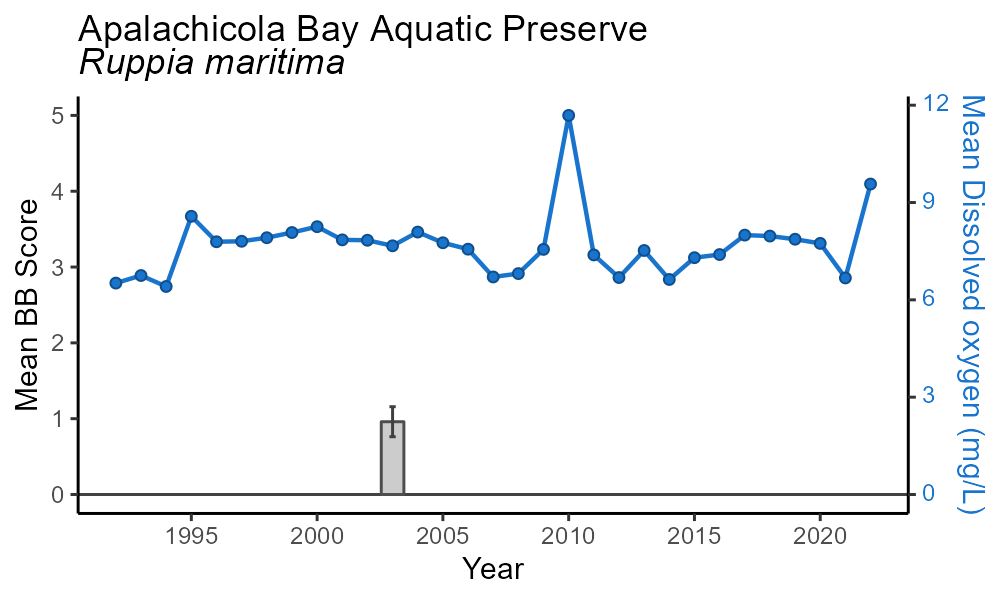 Apalachicola Bay Aquatic Preserve
Ruppia maritima
Mean BB Score
5
4
3
2
1
0
12
9
6
3
0
Mean Dissolved oxygen (mg/L)
1995 2000 2005 2010 2015 2020
Year